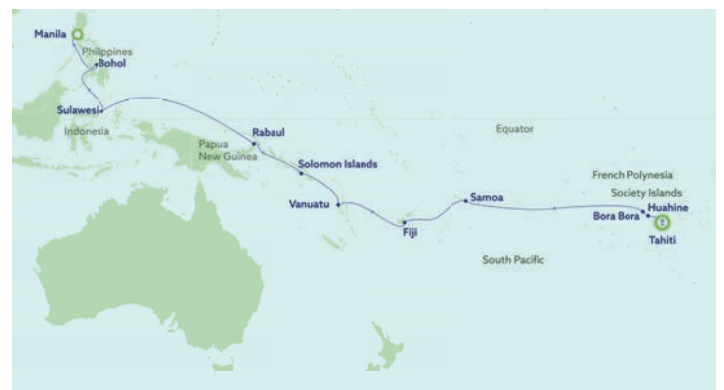 Manila
Philippines
Bohol
Sulawesi
Indonesia
Rabaul
Papua
New Guinea
Equator
Solomon Islands
French Polynesia
Society Islands
Vanuatu
Samoa
Huahine
Bora Bora
Fiji
Tahiti
South Pacific